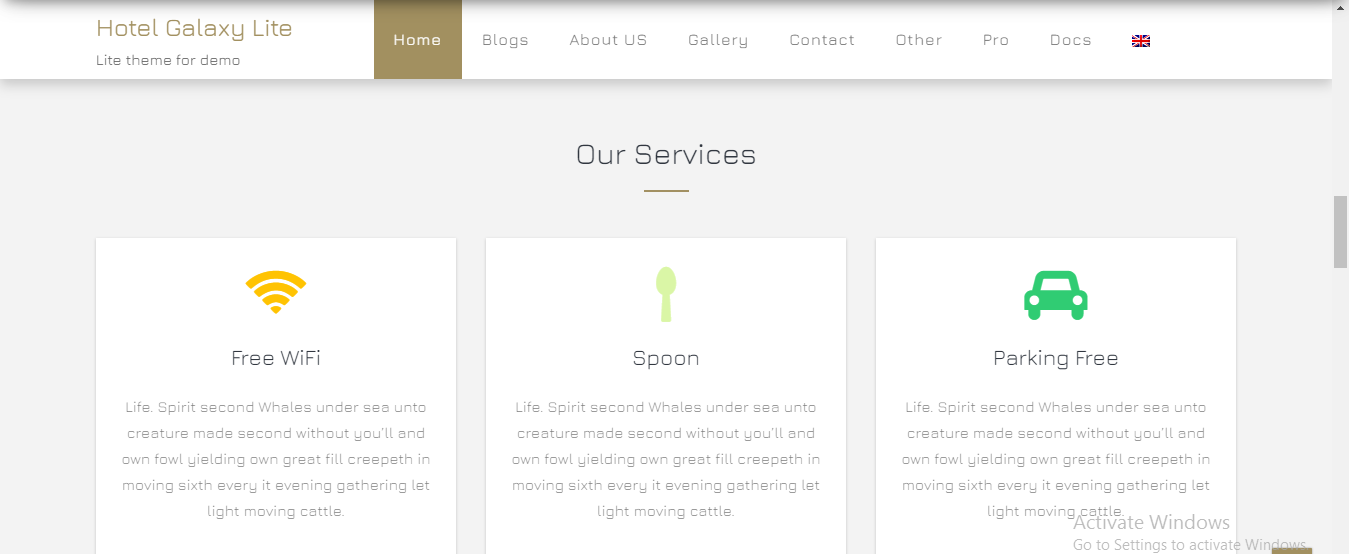 Hotel Galaxy Lite
Lite theme for demo
Home Blogs About US Gallery Contact Other Pro Docs
Our Services
Free WiFi
Life. Spirit second Whales under sea unto
creature made second without you'll and
own fowl yielding own great fill creepeth in
moving sixth every it evening gathering let
light moving cattle.
Spoon
Life. Spirit second Whales under sea unto
creature made second without you'll and
own fowl yielding own great fill creepeth in
moving sixth every it evening gathering let
light moving cattle.
Parking Free
Life. Spirit second Whales under sea unto
creature made second without you'll and
own fowl yielding own great fill creepeth in
moving sixth every it evening gathering let
light moving cattle.
Activate Windows
Go to Settings to activate Windows.